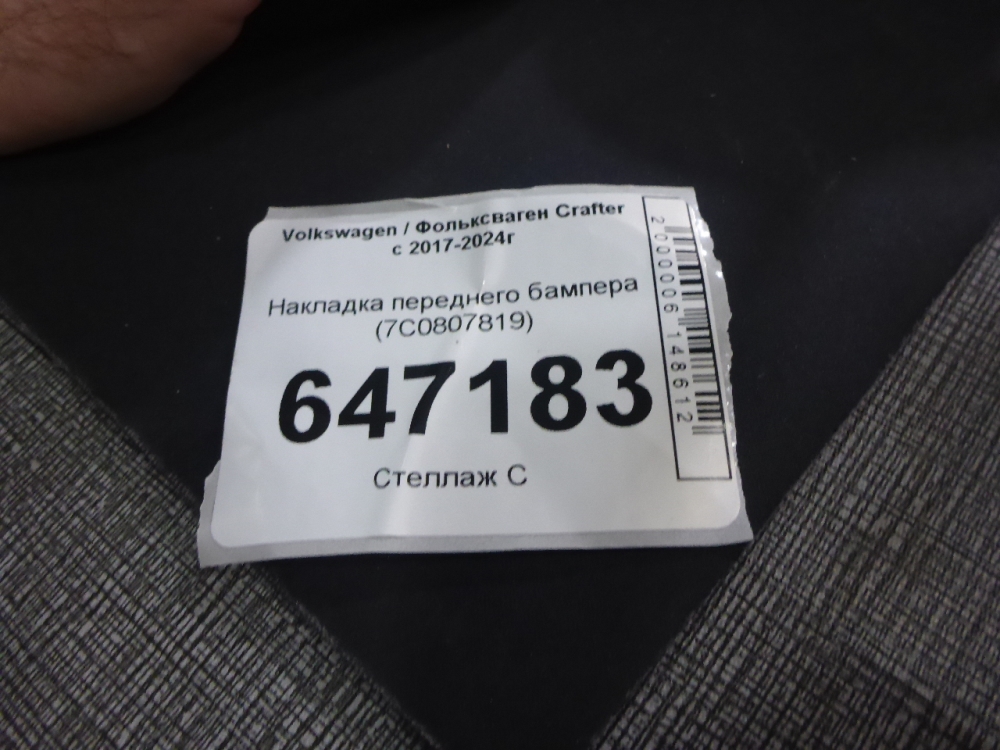 Volkswagen / Фольксваген Crafter
с 2017-2024г
Накладка переднего бампера
(7C0807819)
647183
Стеллаж С
2000006148612